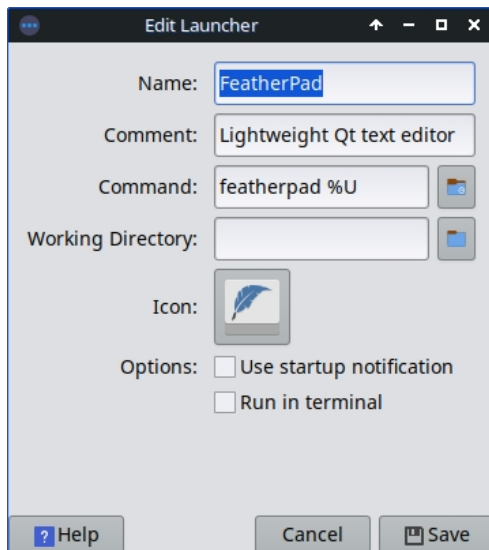 Edit Launcher
Name: FeatherPad
Comment: Lightweight Qt text editor
Command: featherpad %U
Working Directory:
Icon:
Options: Use startup notification
Run in terminal
? Help Cancel Save